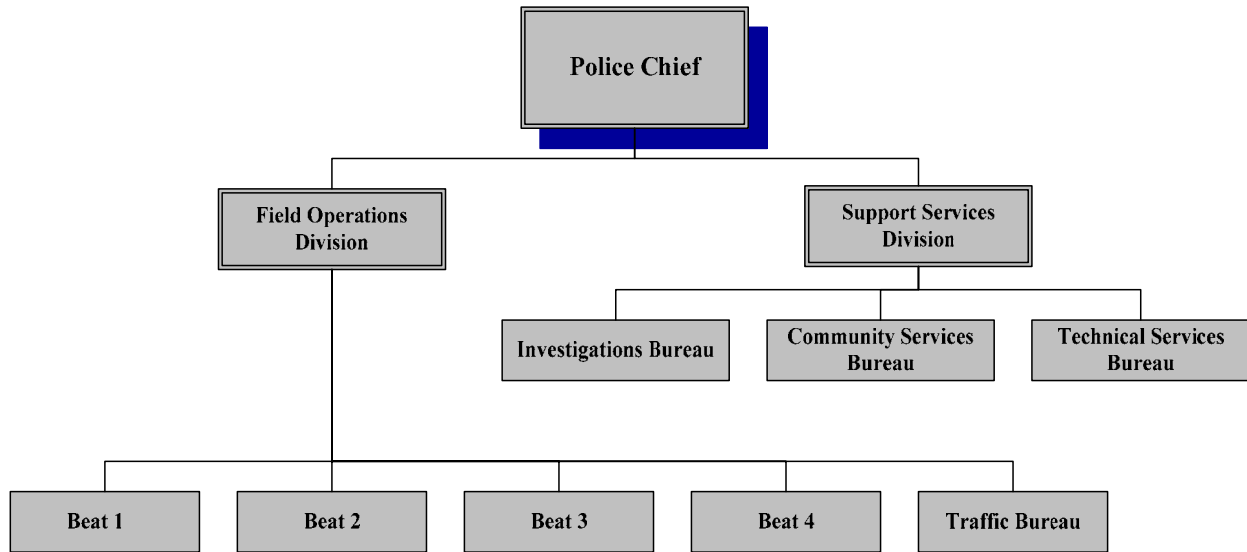 Police Chief
Field Operations
Division
Support Services
Division
Investigations Bureau
Community Services
Bureau
Technical Services
Bureau
Beat 1
Beat 2
Beat 3
Beat 4
Traffic Bureau